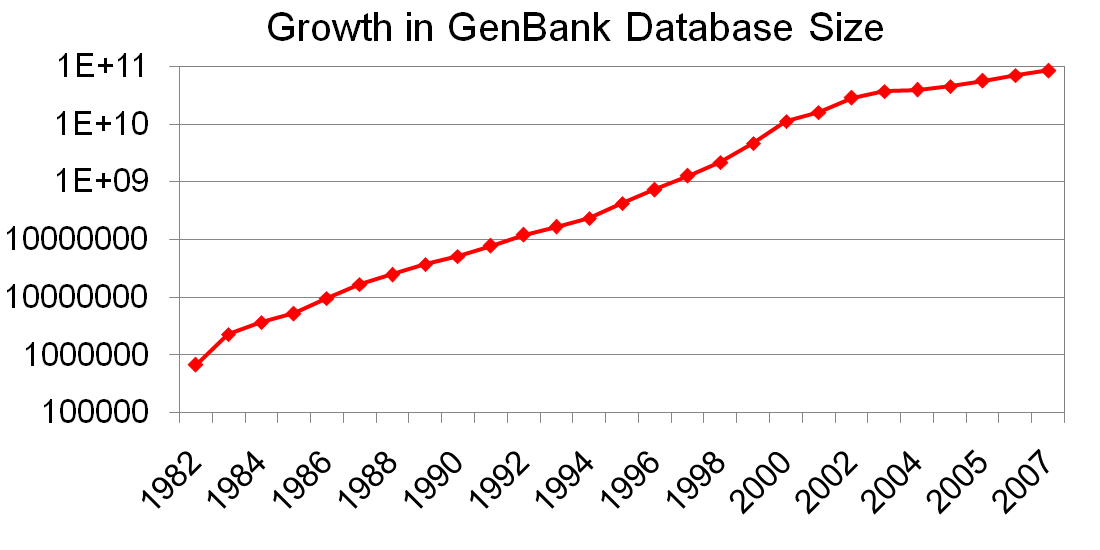 Growth in GenBank Database Size
1E+11
1E+10
1E+09
10000000
10000000
1000000
100000
1982 1984 1986 1988 1990 1992 1994 1996 1998 2000 2002 2004 2005 2007